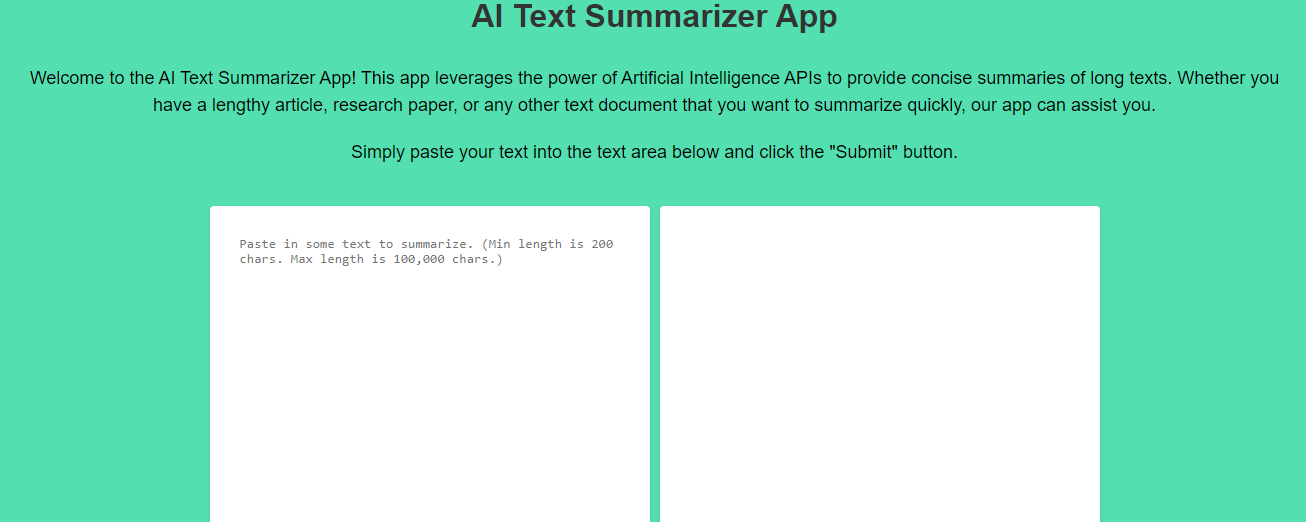 AI Text Summarizer App
Welcome to the AI Text Summarizer App! This app leverages the power of Artificial Intelligence APIs to provide concise summaries of long texts. Whether you
have a lengthy article, research paper, or any other text document that you want to summarize quickly, our app can assist you.
Simply paste your text into the text area below and click the "Submit" button.
Paste in some text to summarize. (Min length is 200
chars. Max length is 100,000 chars.)